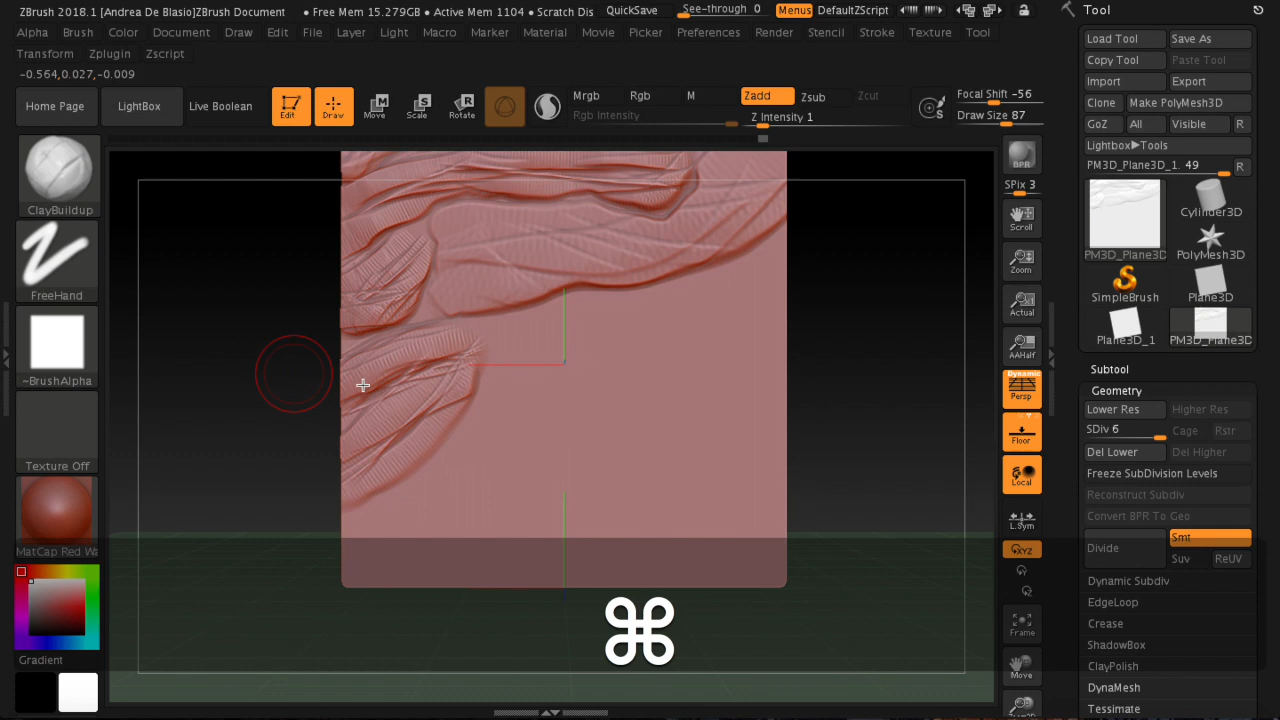 ZBrush 2018.1 [Andrea De Blasio]ZBrush Document • Free Mem 15.279GB • Active Mem 1104 • Scratch Dis QuickSave See-through 0 Menus DefaultZScript Tool
Alpha Brush Color Document Draw Edit File Layer Light Macro Marker Material Movie Picker Preferences Render Stencil Stroke Texture Tool
Transform Zplugin Zscript
-0.564,0.027,-0.009
Home Page LightBox Live Boolean Edit Draw Move Scale Rotate
Mrgb Rgb M Zadd Zsub Zcut
Rgb Intensity Z Intensity 1
Focal Shift -56
Draw Size 87
ClayBuildup
FreeHand
~BrushAlpha
Texture Off
MatCap Red Wa
Gradient
BPR
SPix 3
Scroll
Zoom
Actual
AAHalf
Dynamic
Persp
Floor
Local
L.Sym
XYZ
Frame
Move
Load Tool Save As
Copy Tool Paste Tool
Import Export
Clone Make PolyMesh3D
GoZ All Visible R
Lightbox▶Tools
PM3D_Plane3D_1. 49 R
PM3D_Plane3D Cylinder3D
PolyMesh3D
SimpleBrush Plane3D
Plane3D_1 PM3D_Plane3D
Subtool
Geometry
Lower Res Higher Res
SDiv 6 Cage Rstr
Del Lower Del Higher
Freeze SubDivision Levels
Reconstruct Subdiv
Convert BPR To Geo
Divide Smt
Suv ReUV
Dynamic Subdiv
EdgeLoop
Crease
ShadowBox
ClayPolish
DynaMesh
Tessimate